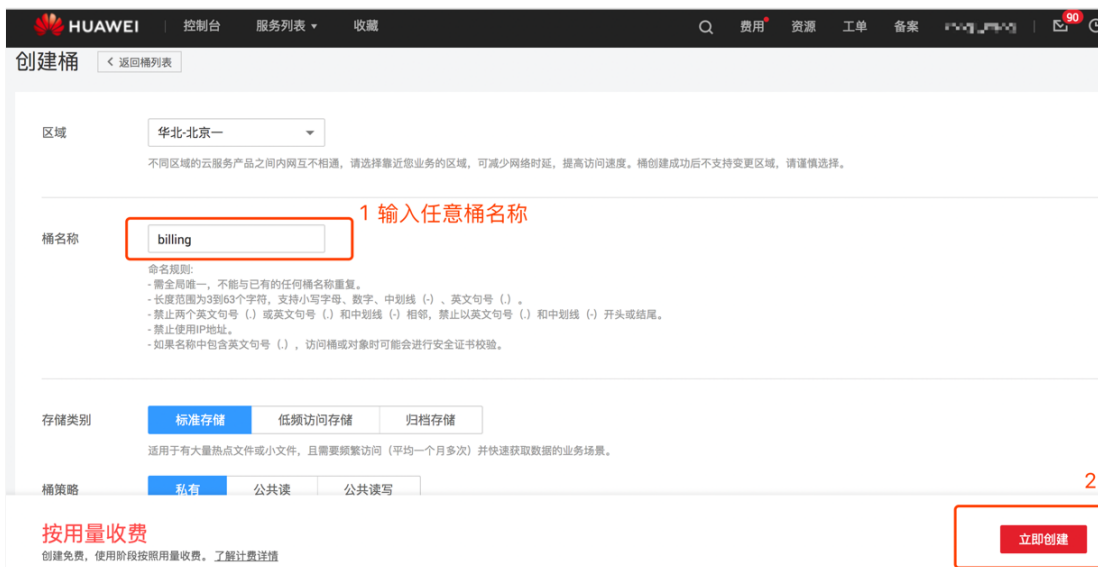 HUAWEI 控制台 服务列表 收藏 费用 资源 工单 备案 90
创建桶 < 返回桶列表
区域 华北-北京一
不同区域的云服务产品之间内网互不相通，请选择靠近您业务的区域，可减少网络时延，提高访问速度。桶创建成功后不支持变更区域，请谨慎选择。
1 输入任意桶名称
桶名称 billing
命名规则:
- 需全局唯一，不能与已有的任何桶名称重复。
- 长度范围为3到63个字符，支持小写字母、数字、中划线（-）、英文句号（.）。
- 禁止两个英文句号（.）或英文句号（.）和中划线（-）相邻，禁止以英文句号（.）和中划线（-）开头或结尾。
- 禁止使用IP地址。
- 如果名称中包含英文句号（.），访问桶或对象时可能会进行安全证书校验。
存储类别 标准存储 低频访问存储 归档存储
适用于有大量热点文件或小文件，且需要频繁访问（平均一个月多次）并快速获取数据的业务场景。
桶策略 私有 公共读 公共读写
2
按用量收费
立即创建
创建免费，使用阶段按照用量收费。 了解计费详情